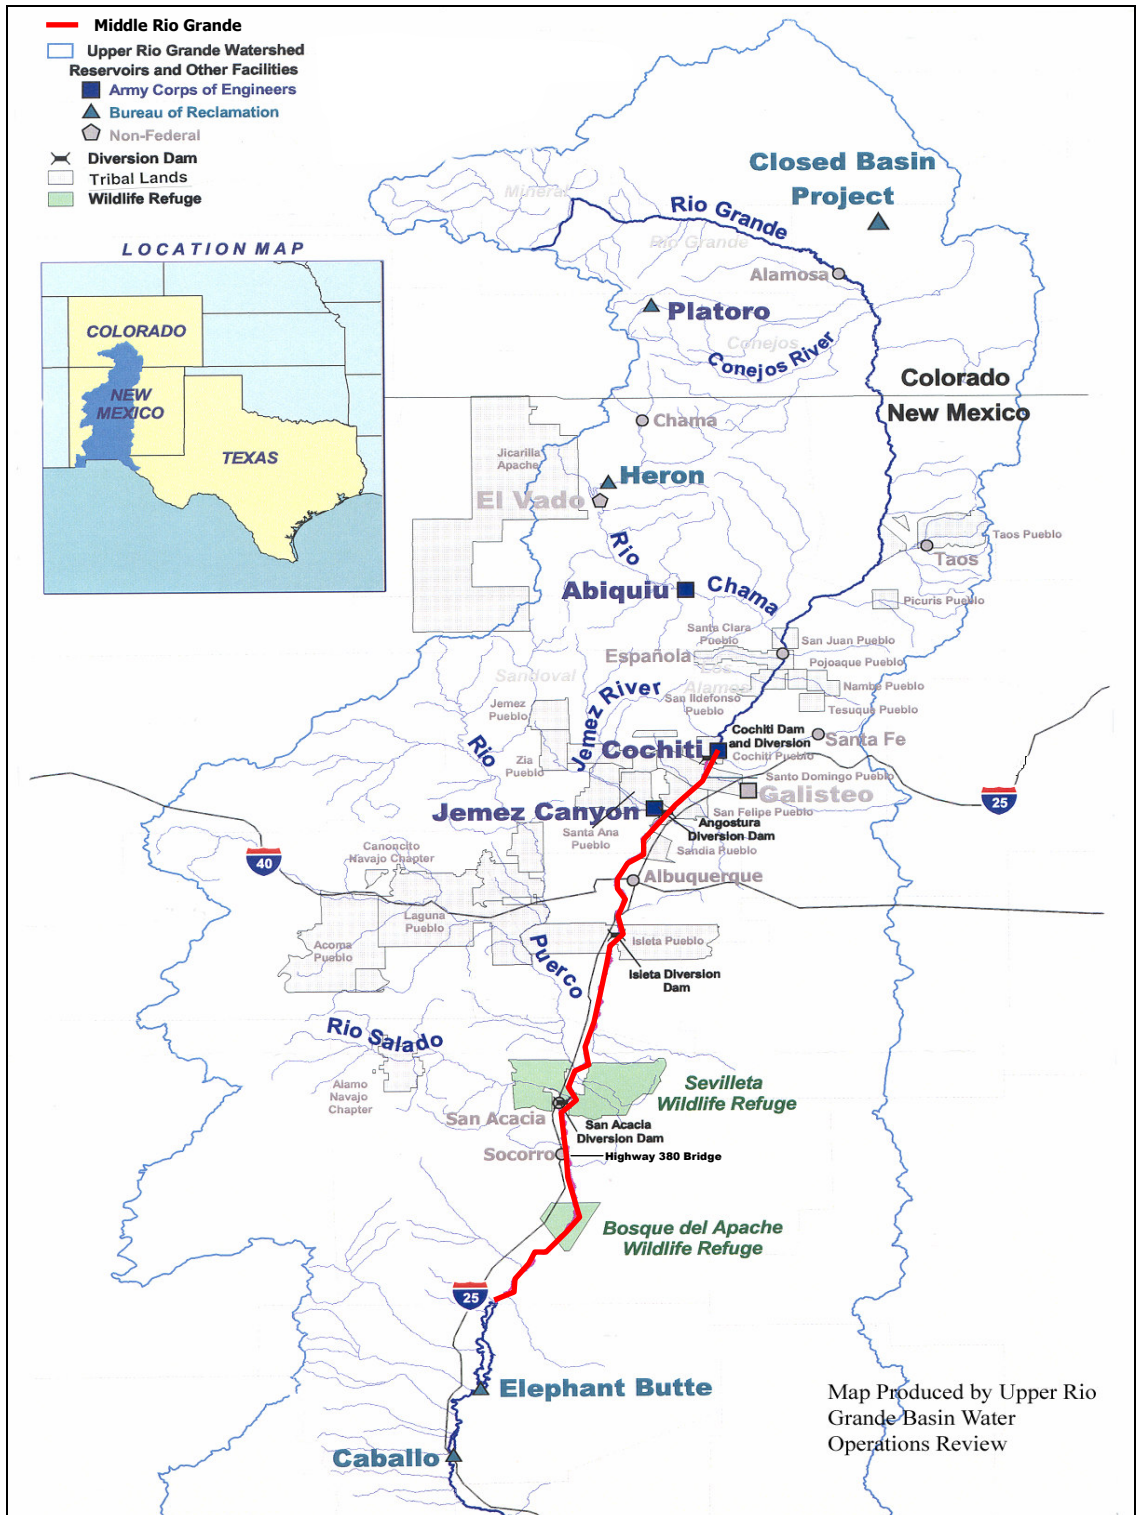 Middle Rio Grande
Upper Rio Grande Watershed
Reservoirs and Other Facilities
Army Corps of Engineers
Bureau of Reclamation
Non-Federal
Diversion Dam
Tribal Lands
Wildlife Refuge
LOCATION MAP
COLORADO
NEW
MEXICO
TEXAS
Closed Basin
Project
Mineral
Rio Grande
Rio Grande
Alamosa
Platoro
Conejos
Conejos River
Colorado
New Mexico
Chama
Jicarilla
Apache
Heron
El Vado
Rio
Chama
Taos Pueblo
Taos
Abiquiu
Picuris Pueblo
Santa Clara
Pueblo
San Juan Pueblo
Española
Pojoaque Pueblo
Los
Alamos
Sandoval
Nambe Pueblo
San Ildefonso
Pueblo
Tesuque Pueblo
Jemez River
Jemez
Pueblo
Rio
Puerco
Zia
Pueblo
Cochiti
Cochiti Dam
and Diversion
Cochiti Pueblo
Santa Fe
Santo Domingo Pueblo
Galisteo
25
Jemez Canyon
San Felipe Pueblo
Angostura
Diversion Dam
Santa Ana
Pueblo
Sandia Pueblo
Canoncito
Navajo Chapter
40
Albuquerque
Laguna
Pueblo
Acoma
Pueblo
Isleta Pueblo
Isleta Diversion
Dam
Rio Salado
Alamo
Navajo
Chapter
Sevilleta
Wildlife Refuge
San Acacia
San Acacia
Diversion Dam
Socorro
Highway 380 Bridge
Bosque del Apache
Wildlife Refuge
25
Elephant Butte
Caballo
Map Produced by Upper Rio
Grande Basin Water
Operations Review